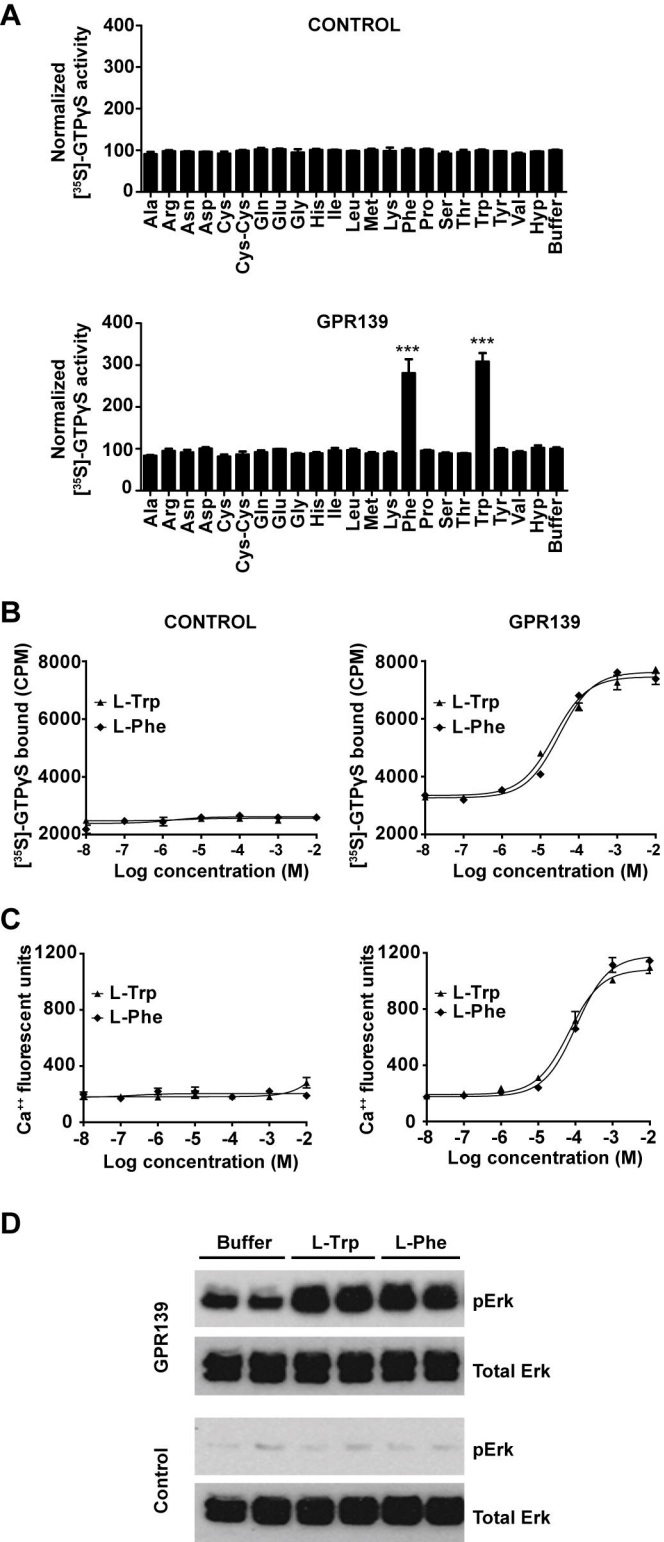 A
CONTROL
Normalized
[³⁵S]-GTPγS activity
400
300
200
100
0
Ala
Arg
Asn
Asp
Cys
Cys-Cys
Gln
Glu
Gly
His
Ile
Leu
Met
Lys
Phe
Pro
Ser
Thr
Trp
Tyr
Val
Hyp
Buffer
GPR139
Normalized
[³⁵S]-GTPγS activity
400
300
200
100
0
***
***
Ala
Arg
Asn
Asp
Cys
Cys-Cys
Gln
Glu
Gly
His
Ile
Leu
Met
Lys
Phe
Pro
Ser
Thr
Trp
Tyr
Val
Hyp
Buffer
B
CONTROL
[³⁵S]-GTPγS bound (CPM)
8000
6000
4000
2000
L-Trp
L-Phe
-8 -7 -6 -5 -4 -3 -2
Log concentration (M)
GPR139
[³⁵S]-GTPγS bound (CPM)
8000
6000
4000
2000
L-Trp
L-Phe
-8 -7 -6 -5 -4 -3 -2
Log concentration (M)
C
Ca⁺⁺ fluorescent units
1200
800
400
0
L-Trp
L-Phe
-8 -7 -6 -5 -4 -3 -2
Log concentration (M)
Ca⁺⁺ fluorescent units
1200
800
400
0
L-Trp
L-Phe
-8 -7 -6 -5 -4 -3 -2
Log concentration (M)
D
Buffer L-Trp L-Phe
GPR139
pErk
Total Erk
Control
pErk
Total Erk